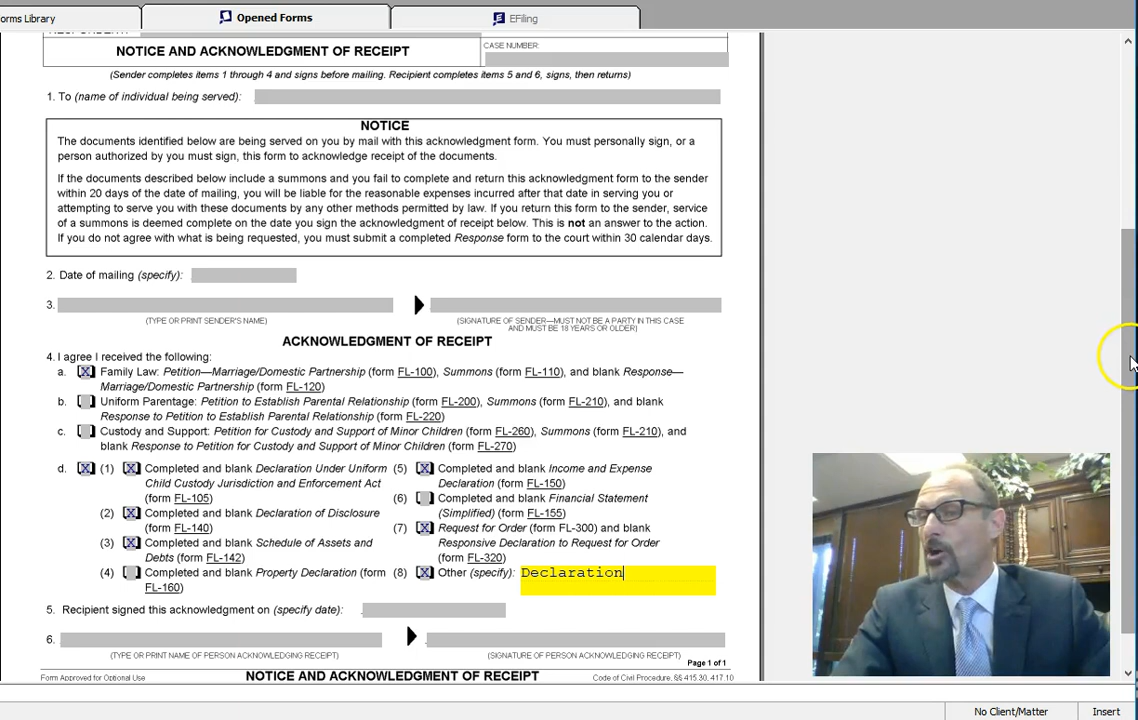 orms Library
Opened Forms
EFiling
NOTICE AND ACKNOWLEDGMENT OF RECEIPT
CASE NUMBER:
(Sender completes items 1 through 4 and signs before mailing. Recipient completes items 5 and 6, signs, then returns)
1. To (name of individual being served):
NOTICE
The documents identified below are being served on you by mail with this acknowledgment form. You must personally sign, or a
person authorized by you must sign, this form to acknowledge receipt of the documents.
If the documents described below include a summons and you fail to complete and return this acknowledgment form to the sender
within 20 days of the date of mailing, you will be liable for the reasonable expenses incurred after that date in serving you or
attempting to serve you with these documents by any other methods permitted by law. If you return this form to the sender, service
of a summons is deemed complete on the date you sign the acknowledgment of receipt below. This is not an answer to the action.
If you do not agree with what is being requested, you must submit a completed Response form to the court within 30 calendar days.
2. Date of mailing (specify):
3.
(TYPE OR PRINT SENDER'S NAME)
(SIGNATURE OF SENDER—MUST NOT BE A PARTY IN THIS CASE
AND MUST BE 18 YEARS OR OLDER)
ACKNOWLEDGMENT OF RECEIPT
4. I agree I received the following:
a. X Family Law: Petition—Marriage/Domestic Partnership (form FL-100), Summons (form FL-110), and blank Response—
Marriage/Domestic Partnership (form FL-120)
b. Uniform Parentage: Petition to Establish Parental Relationship (form FL-200), Summons (form FL-210), and blank
Response to Petition to Establish Parental Relationship (form FL-220)
c. Custody and Support: Petition for Custody and Support of Minor Children (form FL-260), Summons (form FL-210), and
blank Response to Petition for Custody and Support of Minor Children (form FL-270)
d. X (1) X Completed and blank Declaration Under Uniform
Child Custody Jurisdiction and Enforcement Act
(form FL-105)
(2) X Completed and blank Declaration of Disclosure
(form FL-140)
(3) X Completed and blank Schedule of Assets and
Debts (form FL-142)
(4) Completed and blank Property Declaration (form
FL-160)
(5) X Completed and blank Income and Expense
Declaration (form FL-150)
(6) Completed and blank Financial Statement
(Simplified) (form FL-155)
(7) X Request for Order (form FL-300) and blank
Responsive Declaration to Request for Order
(form FL-320)
(8) X Other (specify): Declaration
5. Recipient signed this acknowledgment on (specify date):
6.
(TYPE OR PRINT NAME OF PERSON ACKNOWLEDGING RECEIPT)
(SIGNATURE OF PERSON ACKNOWLEDGING RECEIPT)
Page 1 of 1
Form Approved for Optional Use
NOTICE AND ACKNOWLEDGMENT OF RECEIPT
Code of Civil Procedure, §§ 415.30, 417.10
No Client/Matter
Insert